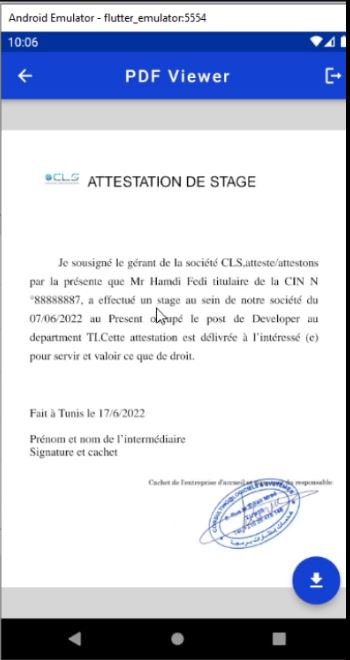 Android Emulator - flutter_emulator:5554
10:06
PDF Viewer
CLS
ATTESTATION DE STAGE
Je sousigné le gérant de la société CLS,atteste/attestons
par la présente que Mr Hamdi Fedi titulaire de la CIN N
°88888887, a effectué un stage au sein de notre société du
07/06/2022 au Present occupé le post de Developer au
department TI.Cette attestation est délivrée à l'intéressé (e)
pour servir et valoir ce que de droit.
Fait à Tunis le 17/6/2022
Prénom et nom de l'intermédiaire
Signature et cachet
Cachet de l'entreprise d'accueil et du responsable